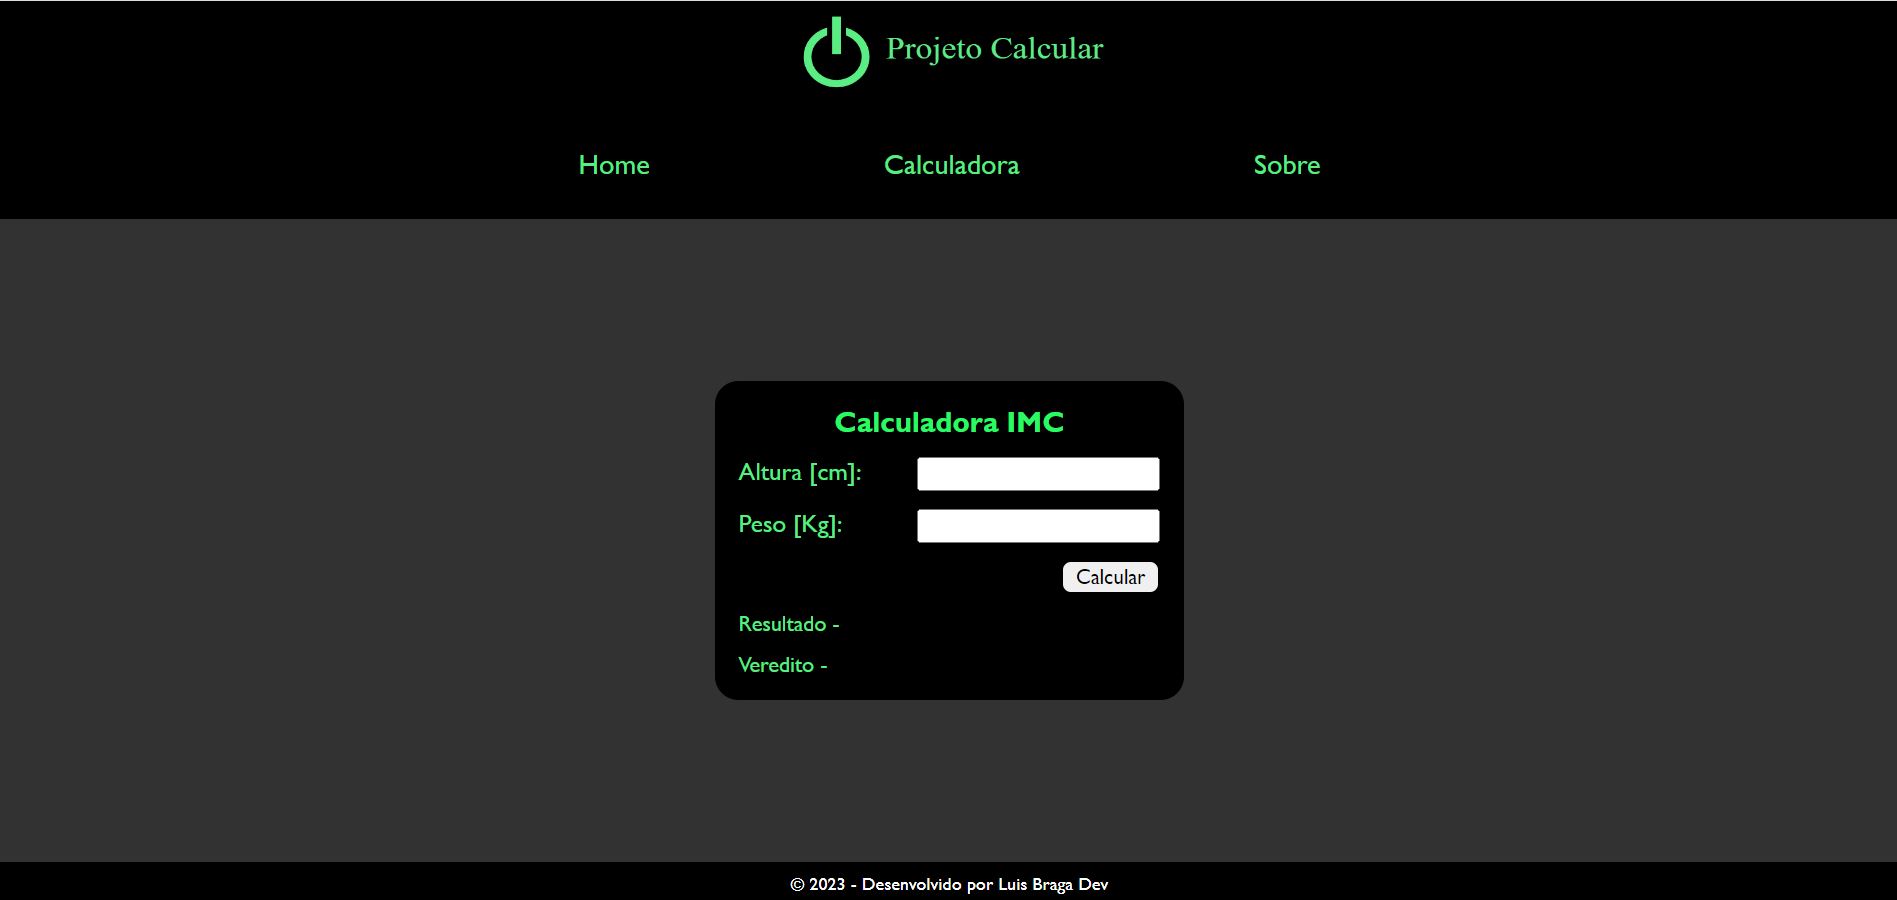 Projeto Calcular
Home Calculadora Sobre
Calculadora IMC
Altura [cm]:
Peso [Kg]:
Calcular
Resultado -
Veredito -
© 2023 - Desenvolvido por Luis Braga Dev